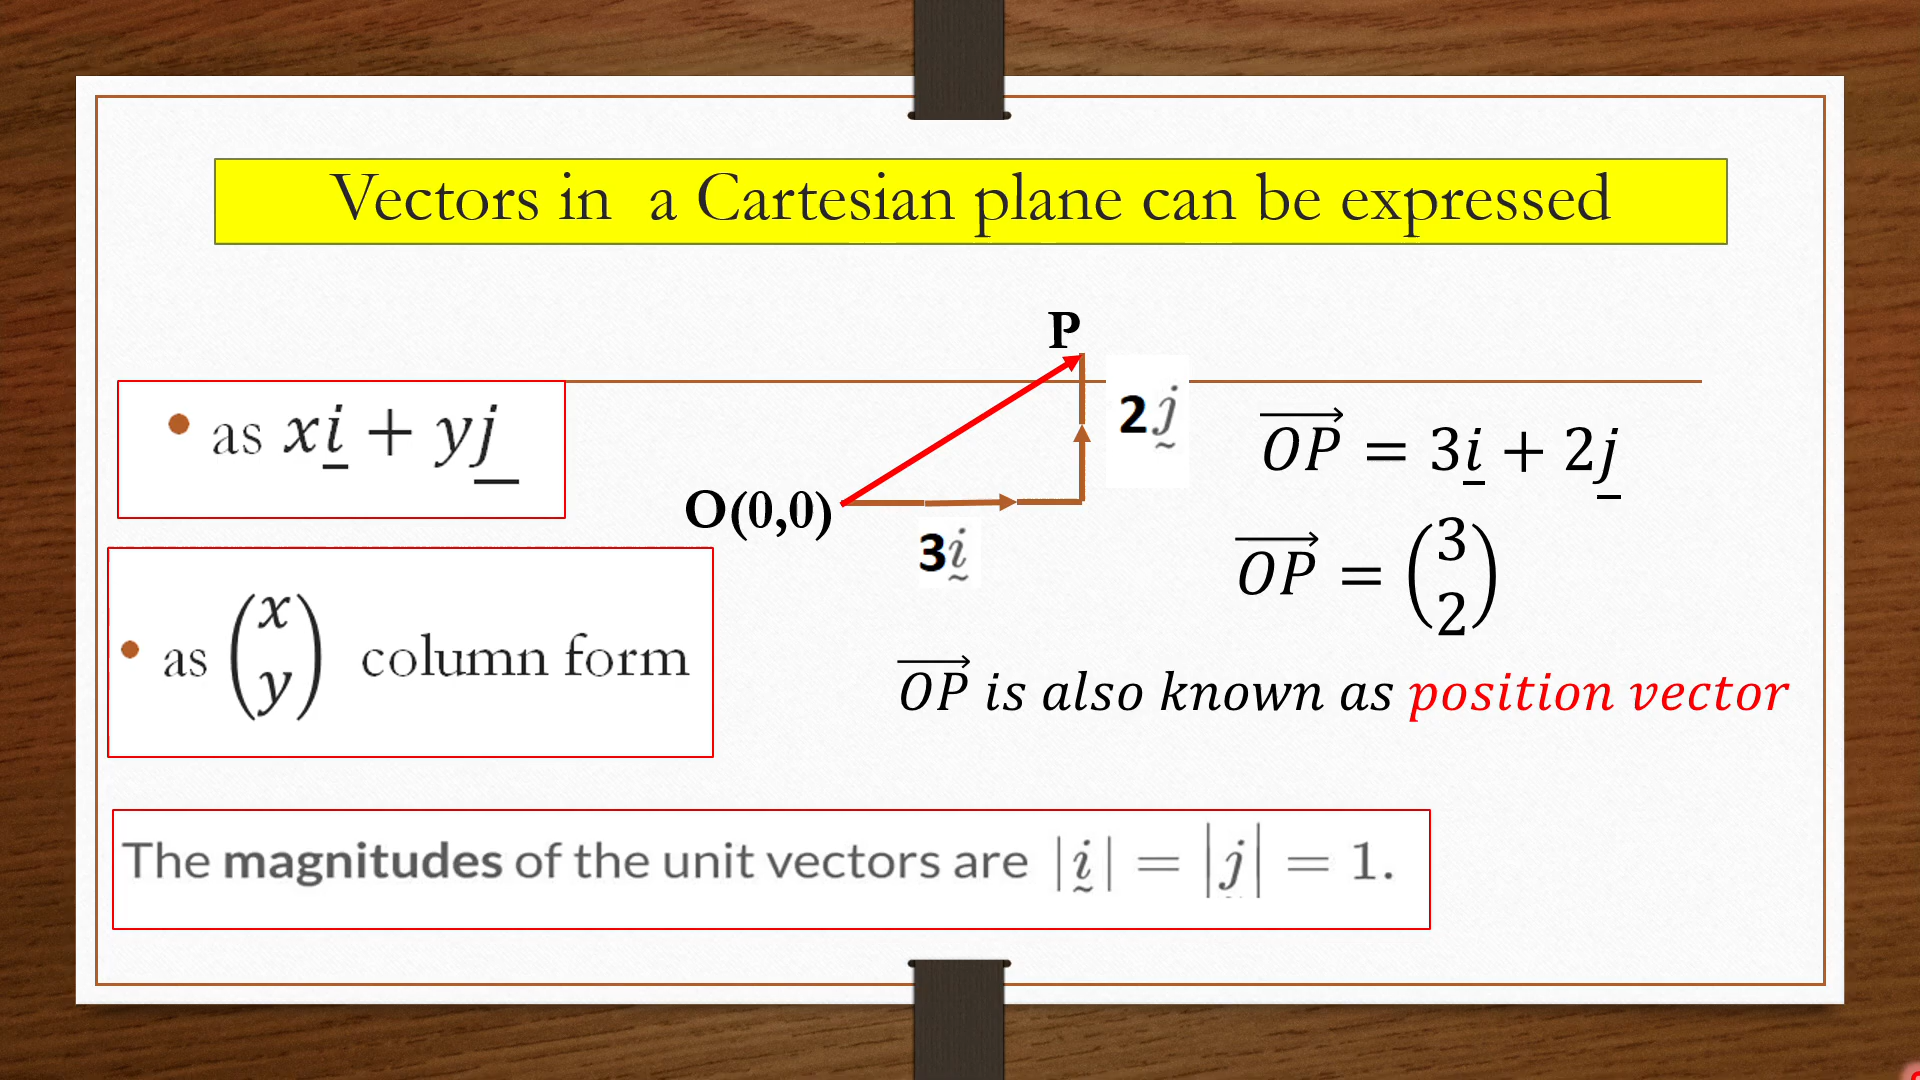 Vectors in a Cartesian plane can be expressed
• as xi + yj
• as (x y) column form
P
O(0,0)
3i
2j
OP = 3i + 2j
OP = (3 2)
OP is also known as position vector
The magnitudes of the unit vectors are |i| = |j| = 1.